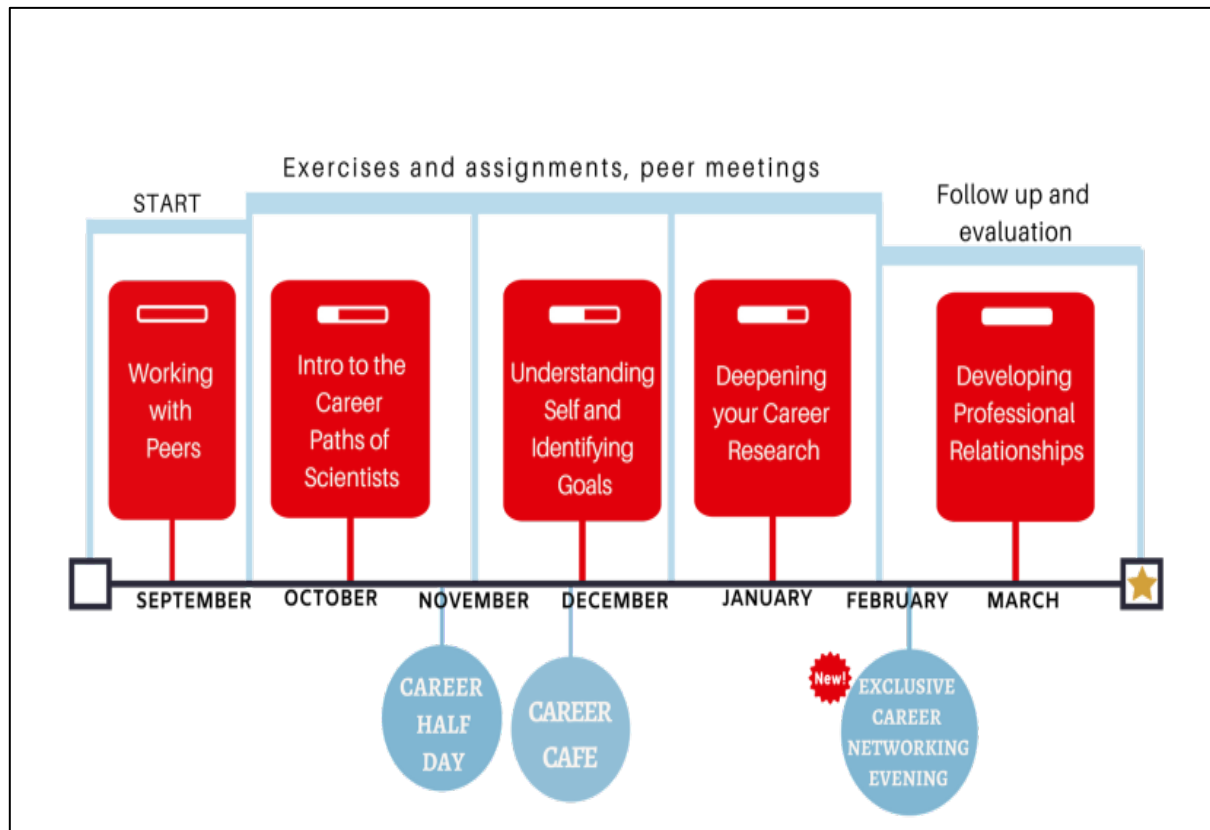 Exercises and assignments, peer meetings
START
Follow up and
evaluation
Working
with
Peers
Intro to the
Career
Paths of
Scientists
Understanding
Self and
Identifying
Goals
Deepening
your Career
Research
Developing
Professional
Relationships
SEPTEMBER
OCTOBER
NOVEMBER
DECEMBER
JANUARY
FEBRUARY
MARCH
CAREER
HALF
DAY
CAREER
CAFE
New!
EXCLUSIVE
CAREER
NETWORKING
EVENING